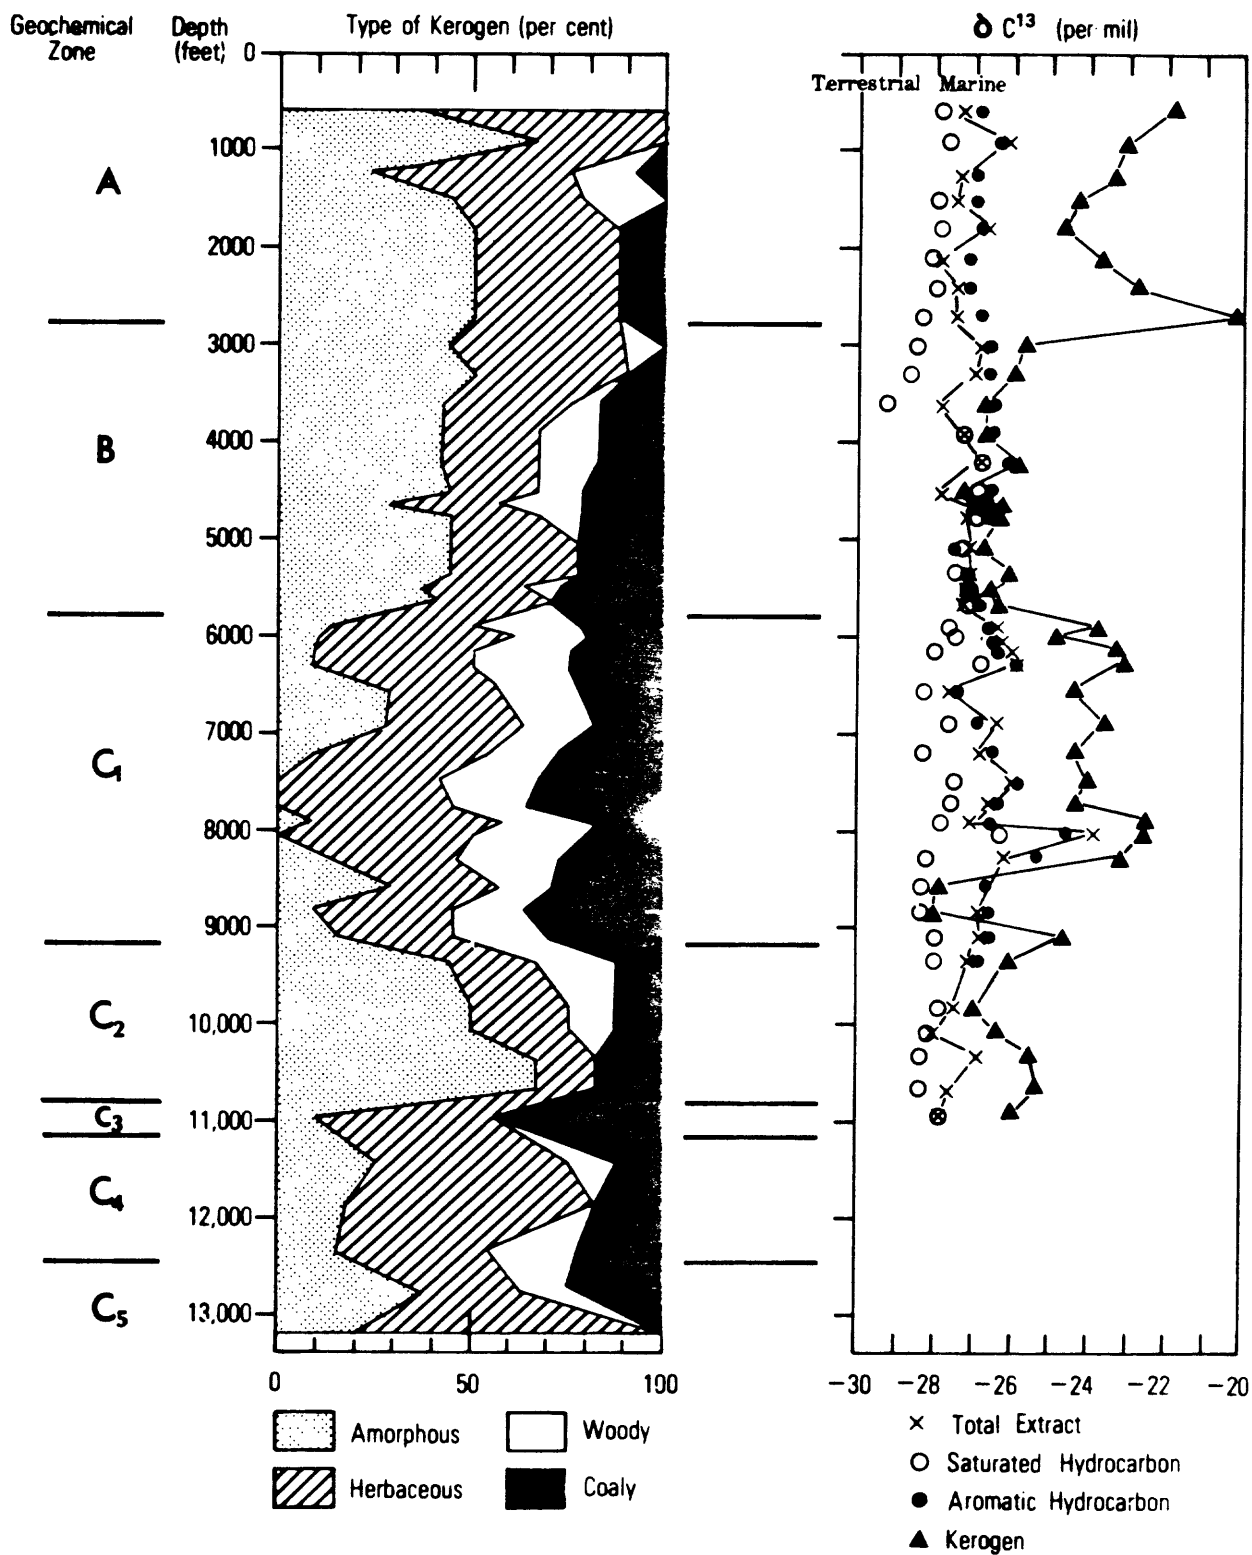 Geochemical Zone
Depth (feet)
Type of Kerogen (per cent)
δ C¹³ (per mil)
Terrestrial Marine
0
1000
2000
3000
4000
5000
6000
7000
8000
9000
10,000
11,000
12,000
13,000
A
B
C₁
C₂
C₃
C₄
C₅
0 50 100
-30 -28 -26 -24 -22 -20
Amorphous
Woody
Herbaceous
Coaly
Total Extract
Saturated Hydrocarbon
Aromatic Hydrocarbon
Kerogen